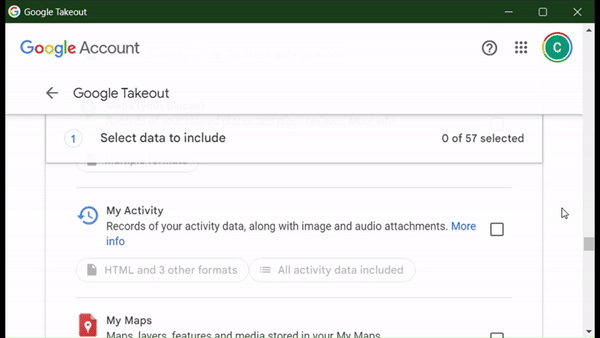 Google Takeout
Google Account
C
Google Takeout
1 Select data to include 0 of 57 selected
Multiple formats
My Activity
Records of your activity data, along with image and audio attachments. More
info
HTML and 3 other formats All activity data included
My Maps
Maps, layers, features and media stored in your My Maps.